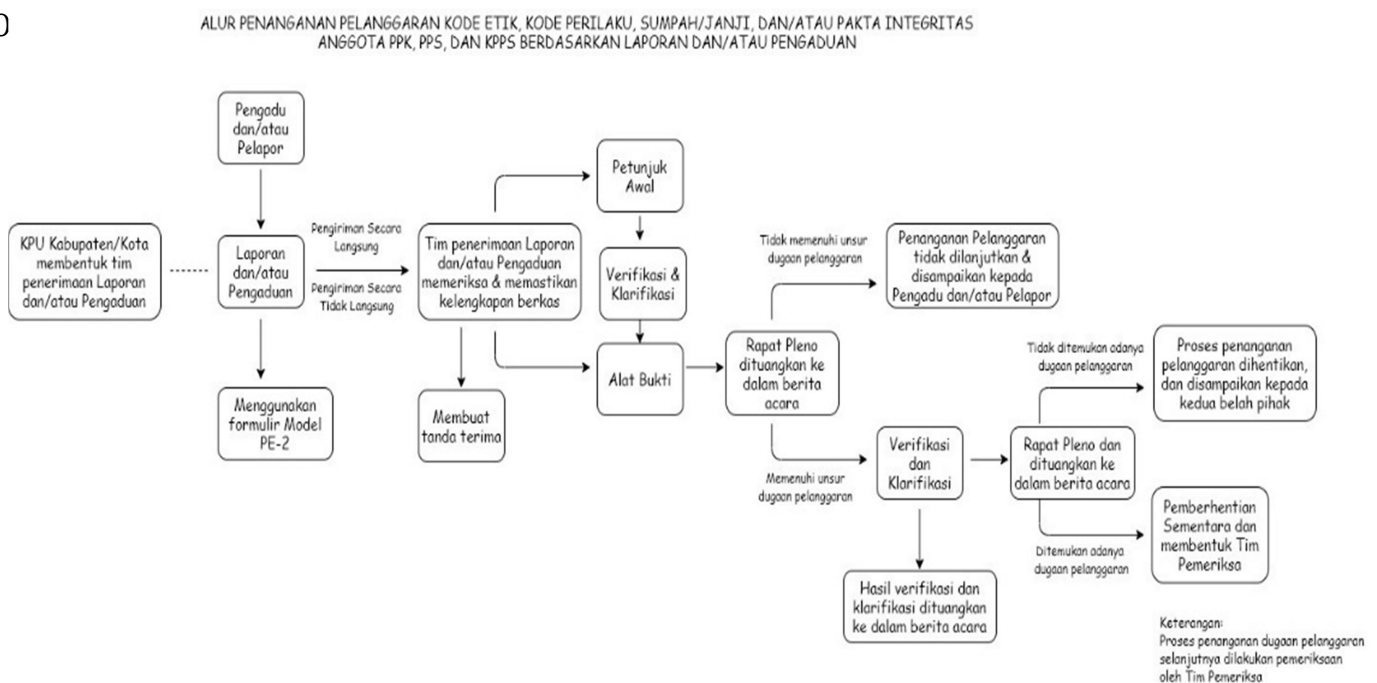 ALUR PENANGANAN PELANGGARAN KODE ETIK, KODE PERILAKU, SUMPAH/JANJI, DAN/ATAU PAKTA INTEGRITAS
ANGGOTA PPK, PPS, DAN KPPS BERDASARKAN LAPORAN DAN/ATAU PENGADUAN
Pengadu
dan/atau
Pelapor
KPU Kabupaten/Kota
membentuk tim
penerimaan Laporan
dan/atau Pengaduan
Laporan
dan/atau
Pengaduan
Menggunakan
formulir Model
PE-2
Pengiriman Secara
Langsung
Pengiriman Secara
Tidak Langsung
Tim penerimaan Laporan
dan/atau Pengaduan
memeriksa & memastikan
kelengkapan berkas
Membuat
tanda terima
Petunjuk
Awal
Verifikasi &
Klarifikasi
Alat Bukti
Rapat Pleno
dituangkan ke
dalam berita
acara
Tidak memenuhi unsur
dugaan pelanggaran
Penanganan Pelanggaran
tidak dilanjutkan &
disampaikan kepada
Pengadu dan/atau Pelapor
Memenuhi unsur
dugaan pelanggaran
Verifikasi
dan
Klarifikasi
Hasil verifikasi dan
klarifikasi dituangkan
ke dalam berita acara
Rapat Pleno dan
dituangkan ke
dalam berita acara
Tidak ditemukan adanya
dugaan pelanggaran
Proses penanganan
pelanggaran dihentikan,
dan disampaikan kepada
kedua belah pihak
Ditemukan adanya
dugaan pelanggaran
Pemberhentian
Sementara dan
membentuk Tim
Pemeriksa
Keterangan:
Proses penanganan dugaan pelanggaran
selanjutnya dilakukan pemeriksaan
oleh Tim Pemeriksa